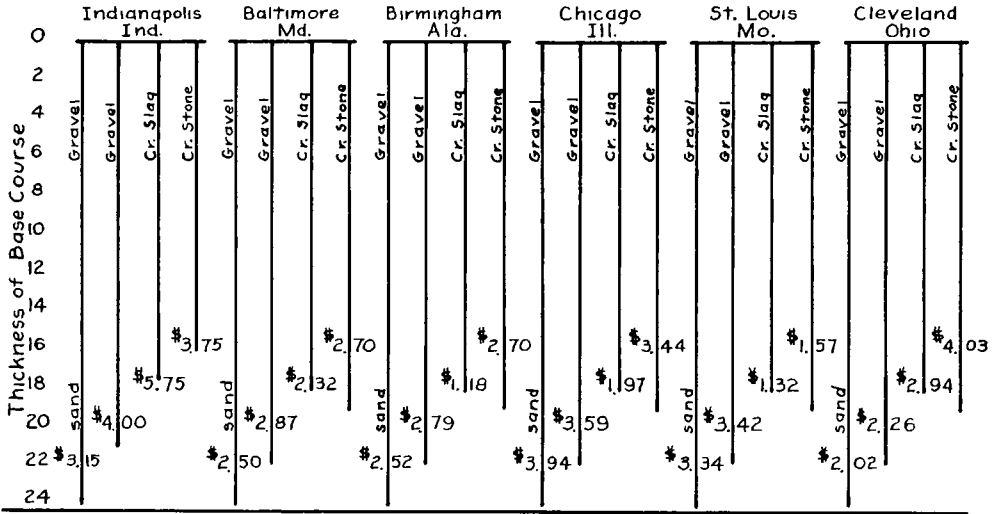 Indianapolis Baltimore Birmingham Chicago St. Louis Cleveland
Ind. Md. Ala. Ill. Mo. Ohio
Thickness of Base Course
0
2
4
6
8
10
12
14
16
18
20
22
24
Gravel Gravel Cr. Slag Cr. Stone
sand
$3.15 $4.00 $5.75 $3.75
Gravel Gravel Cr. Slag Cr. Stone
sand
$2.50 $2.87 $2.32 $2.70
Gravel Gravel Cr. Slag Cr. Stone
sand
$2.52 $2.79 $1.18 $2.70
Gravel Gravel Cr. Slag Cr. Stone
sand
$3.94 $3.59 $1.97 $3.44
Gravel Gravel Cr. Slag Cr. Stone
sand
$3.34 $3.42 $1.32 $1.57
Gravel Gravel Cr. Slag Cr. Stone
sand
$2.02 $2.26 $2.94 $4.03